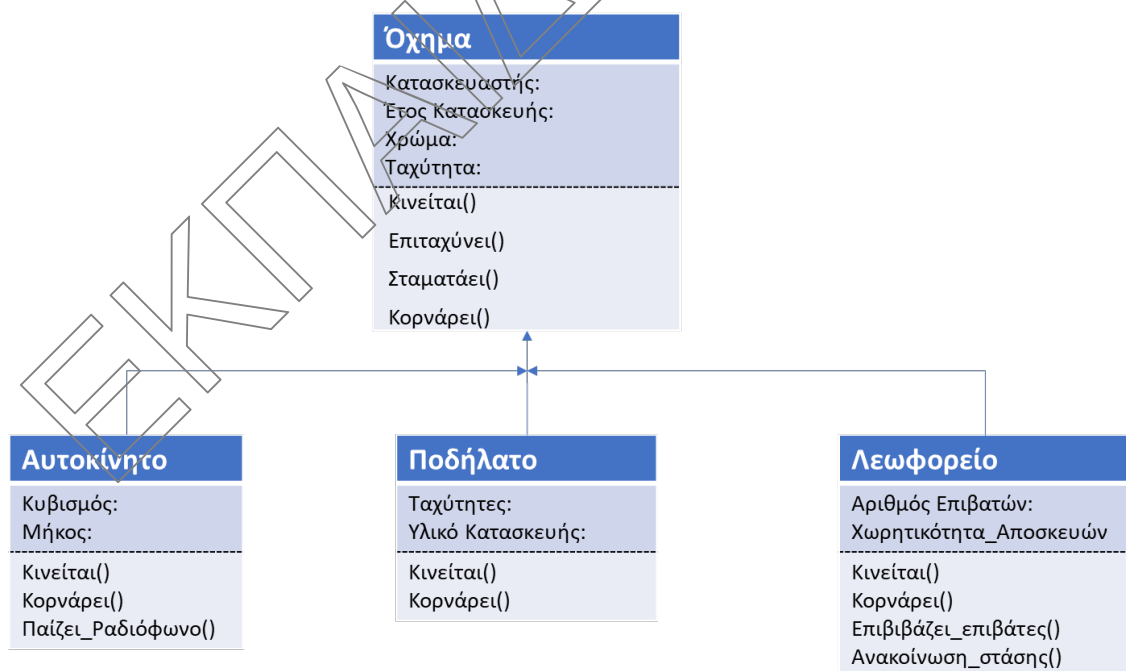 Όχημα
Κατασκευαστής:
Έτος Κατασκευής:
Χρώμα:
Ταχύτητα:
Κινείται()
Επιταχύνει()
Σταματάει()
Κορνάρει()
Αυτοκίνητο
Κυβισμός:
Μήκος:
Κινείται()
Κορνάρει()
Παίζει_Ραδιόφωνο()
Ποδήλατο
Ταχύτητες:
Υλικό Κατασκευής:
Κινείται()
Κορνάρει()
Λεωφορείο
Αριθμός Επιβατών:
Χωρητικότητα_Αποσκευών
Κινείται()
Κορνάρει()
Επιβιβάζει_επιβάτες()
Ανακοίνωση_στάσης()